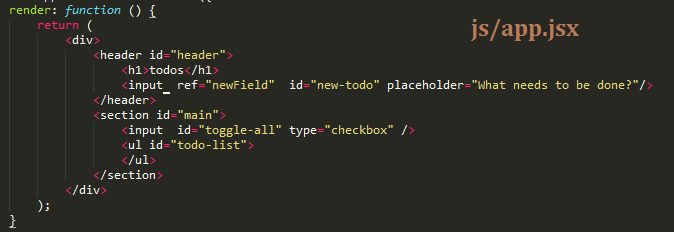 render: function () {
js/app.jsx
    return (
        <div>
            <header id="header">
                <h1>todos</h1>
                <input_ ref="newField"  id="new-todo" placeholder="What needs to be done?"/>
            </header>
            <section id="main">
                <input  id="toggle-all" type="checkbox" />
                <ul id="todo-list">
                </ul>
            </section>
        </div>
    );
}